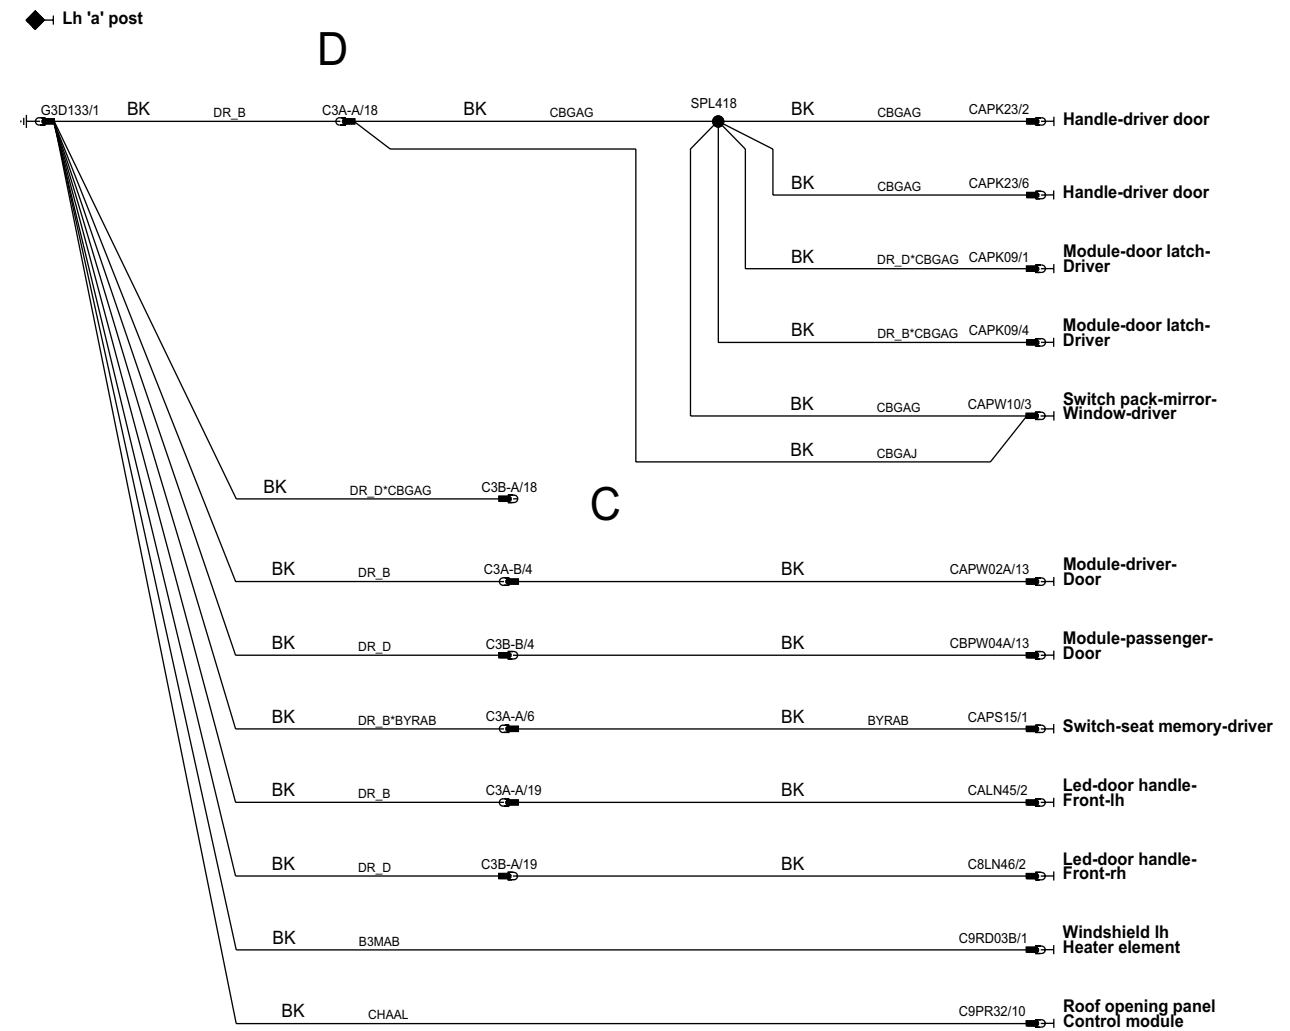 Lh 'a' post
D
G3D133/1 BK DR_B C3A-A/18 BK CBGAG SPL418 BK CBGAG CAPK23/2 Handle-driver door
BK CBGAG CAPK23/6 Handle-driver door
BK DR_D*CBGAG CAPK09/1 Module-door latch-
Driver
BK DR_B*CBGAG CAPK09/4 Module-door latch-
Driver
BK CBGAG CAPW10/3 Switch pack-mirror-
Window-driver
BK CBGAJ
BK DR_D*CBGAG C3B-A/18
C
BK DR_B C3A-B/4 BK CAPW02A/13 Module-driver-
Door
BK DR_D C3B-B/4 BK CBPW04A/13 Module-passenger-
Door
BK DR_B*BYRAB C3A-A/6 BK BYRAB CAPS15/1 Switch-seat memory-driver
BK DR_B C3A-A/19 BK CALN45/2 Led-door handle-
Front-lh
BK DR_D C3B-A/19 BK C8LN46/2 Led-door handle-
Front-rh
BK B3MAB C9RD03B/1 Windshield lh
Heater element
BK CHAAL C9PR32/10 Roof opening panel
Control module